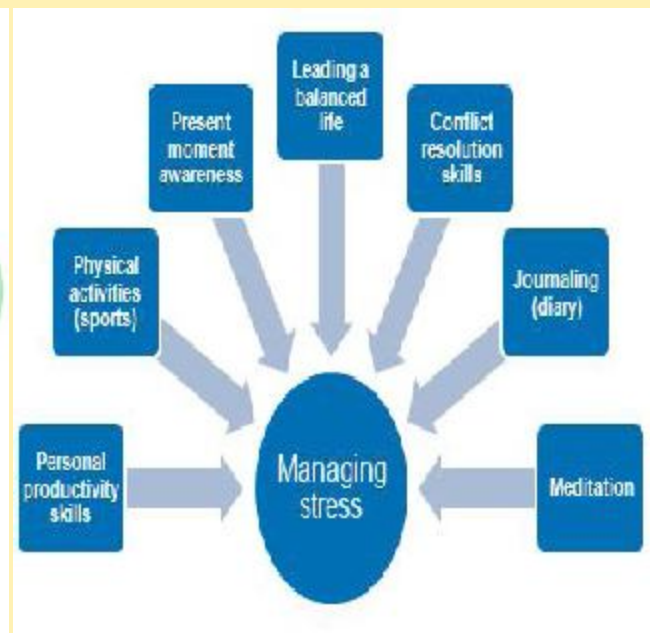 Leading a
balanced
life
Present
moment
awareness
Conflict
resolution
skills
Physical
activities
(sports)
Journaling
(diary)
Personal
productivity
skills
Managing
stress
Meditation